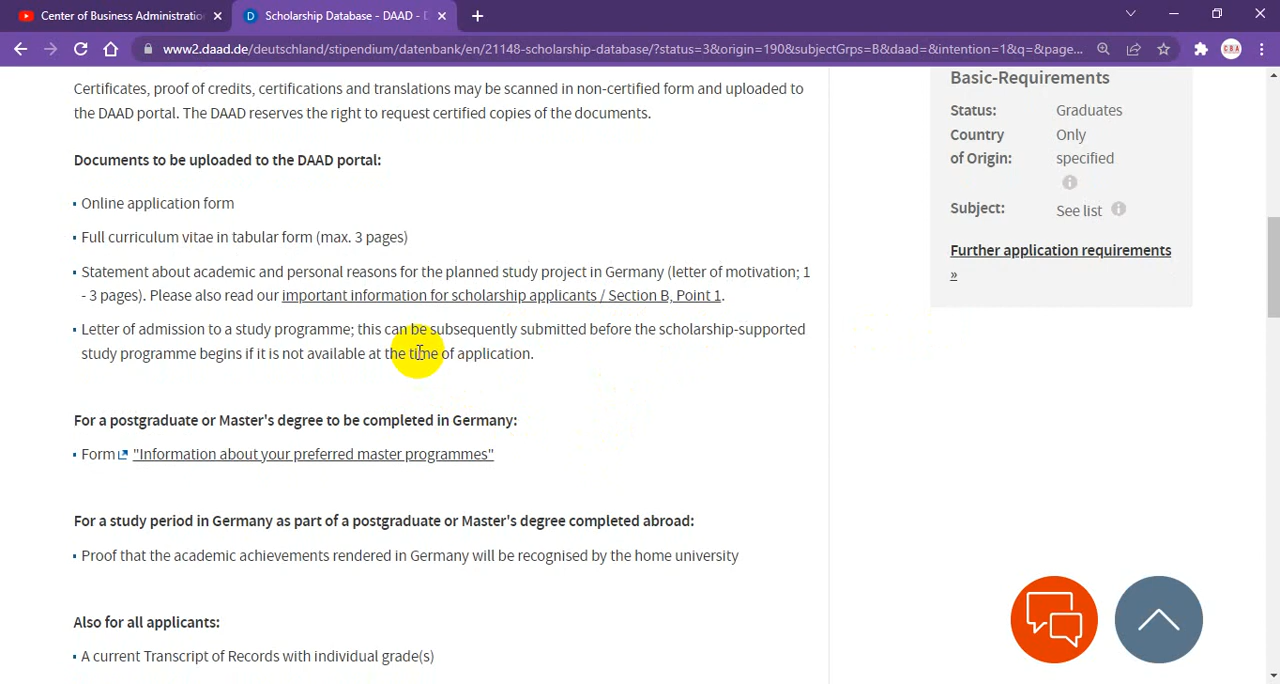 Center of Business Administratio
Scholarship Database - DAAD - D
www2.daad.de/deutschland/stipendium/datenbank/en/21148-scholarship-database/?status=3&origin=190&subjectGrps=B&daad=&intention=1&q=&page...
CBA
Certificates, proof of credits, certifications and translations may be scanned in non-certified form and uploaded to
the DAAD portal. The DAAD reserves the right to request certified copies of the documents.
Documents to be uploaded to the DAAD portal:
Online application form
Full curriculum vitae in tabular form (max. 3 pages)
Statement about academic and personal reasons for the planned study project in Germany (letter of motivation; 1
- 3 pages). Please also read our important information for scholarship applicants / Section B, Point 1.
Letter of admission to a study programme; this can be subsequently submitted before the scholarship-supported
study programme begins if it is not available at the time of application.
For a postgraduate or Master's degree to be completed in Germany:
Form "Information about your preferred master programmes"
For a study period in Germany as part of a postgraduate or Master's degree completed abroad:
Proof that the academic achievements rendered in Germany will be recognised by the home university
Also for all applicants:
A current Transcript of Records with individual grade(s)
Basic-Requirements
Status: Graduates
Country Only
of Origin: specified
Subject: See list
Further application requirements
»